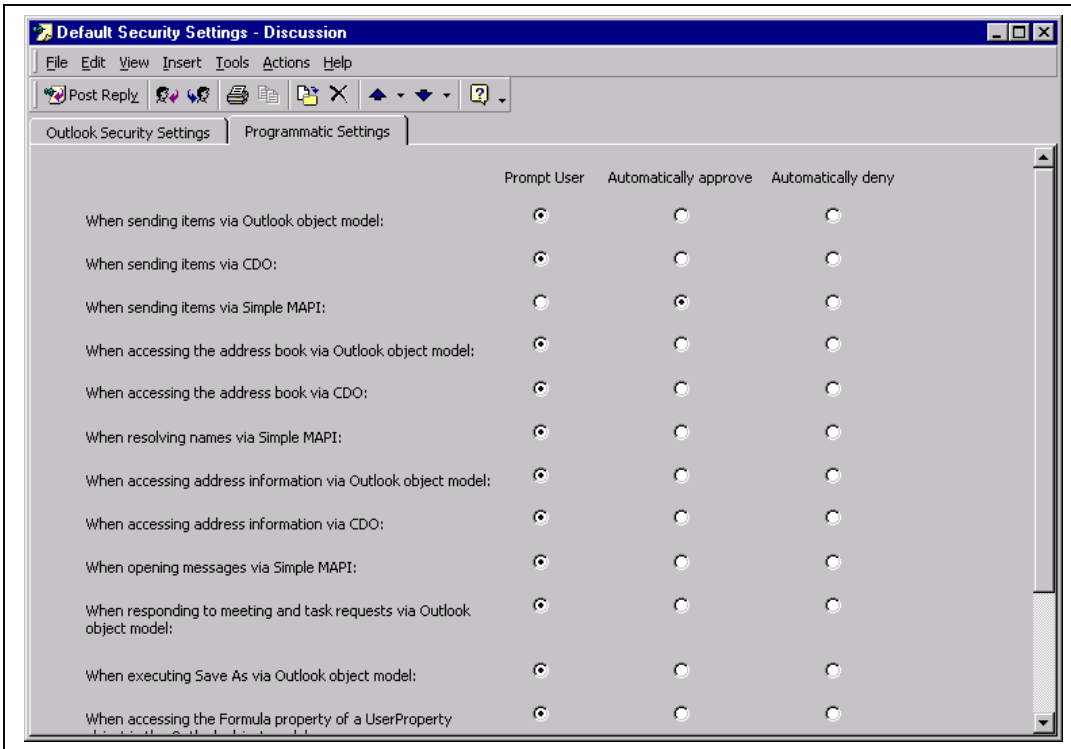 Default Security Settings - Discussion
File Edit View Insert Tools Actions Help
Post Reply
Outlook Security Settings Programmatic Settings
Prompt User Automatically approve Automatically deny
When sending items via Outlook object model:
When sending items via CDO:
When sending items via Simple MAPI:
When accessing the address book via Outlook object model:
When accessing the address book via CDO:
When resolving names via Simple MAPI:
When accessing address information via Outlook object model:
When accessing address information via CDO:
When opening messages via Simple MAPI:
When responding to meeting and task requests via Outlook
object model:
When executing Save As via Outlook object model:
When accessing the Formula property of a UserProperty